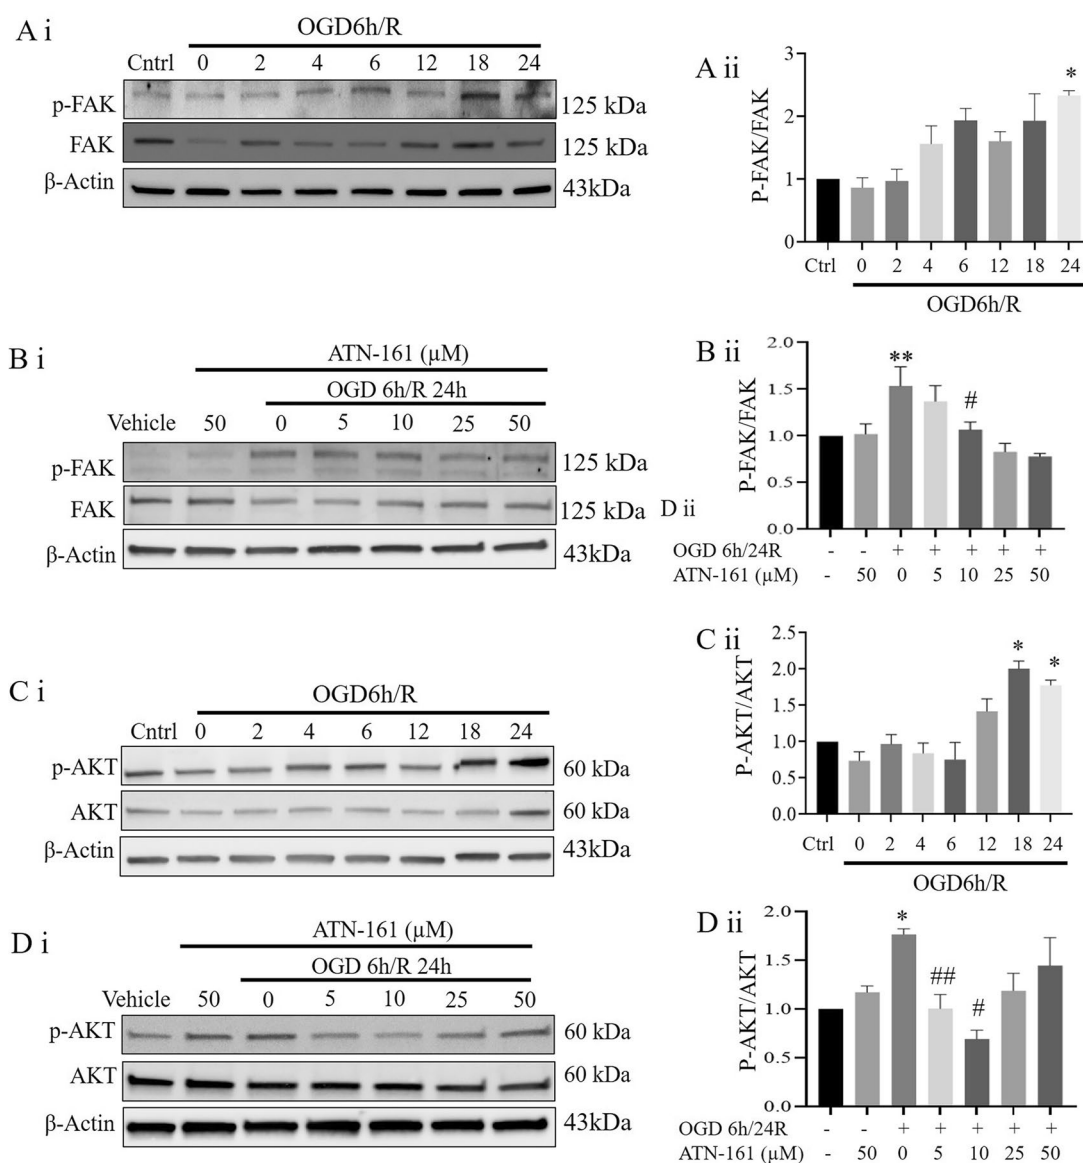 A i
OGD6h/R
Cntrl 0 2 4 6 12 18 24
p-FAK 125 kDa
FAK 125 kDa
β-Actin 43kDa
A ii
P-FAK/FAK
3
2
1
0
*
Ctrl 0 2 4 6 12 18 24
OGD6h/R
B i
ATN-161 (µM)
OGD 6h/R 24h
Vehicle 50 0 5 10 25 50
p-FAK 125 kDa
FAK 125 kDa
β-Actin 43kDa
D ii
B ii
P-FAK/FAK
2.0
1.5
1.0
0.5
0.0
** #
OGD 6h/24R - - + + + + +
ATN-161 (µM) - 50 0 5 10 25 50
C i
OGD6h/R
Cntrl 0 2 4 6 12 18 24
p-AKT 60 kDa
AKT 60 kDa
β-Actin 43kDa
C ii
P-AKT/AKT
2.5
2.0
1.5
1.0
0.5
0.0
* *
Ctrl 0 2 4 6 12 18 24
OGD6h/R
D i
ATN-161 (µM)
OGD 6h/R 24h
Vehicle 50 0 5 10 25 50
p-AKT 60 kDa
AKT 60 kDa
β-Actin 43kDa
D ii
P-AKT/AKT
2.0
1.5
1.0
0.5
0.0
* ## #
OGD 6h/24R - - + + + + +
ATN-161 (µM) - 50 0 5 10 25 50